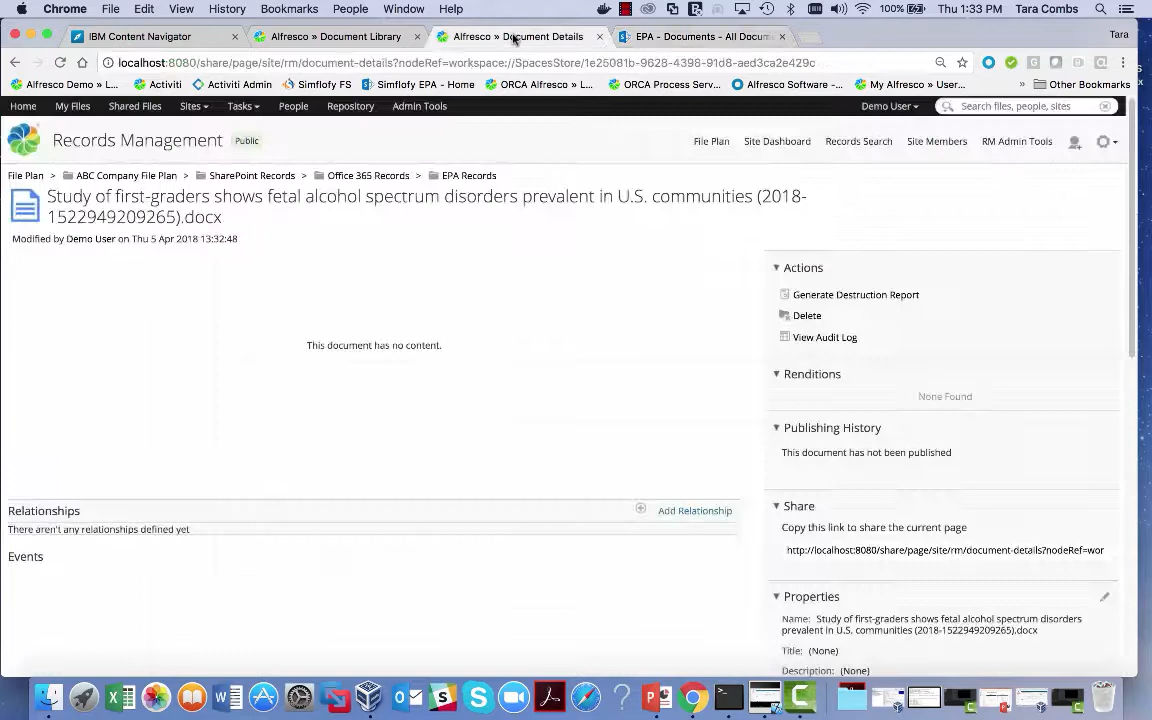 Chrome File Edit View History Bookmarks People Window Help 100% Thu 1:33 PM Tara Combs
IBM Content Navigator Alfresco » Document Library Alfresco » Document Details EPA - Documents - All Docum Tara
localhost:8080/share/page/site/rm/document-details?nodeRef=workspace://SpacesStore/1e25081b-9628-4398-91d8-aed3ca2e429c
Alfresco Demo » L... Activiti Activiti Admin Simflofy FS Simflofy EPA - Home ORCA Alfresco » L... ORCA Process Serv... Alfresco Software -... My Alfresco » User... » Other Bookmarks
Home My Files Shared Files Sites Tasks People Repository Admin Tools Demo User Search files, people, sites
Records Management Public File Plan Site Dashboard Records Search Site Members RM Admin Tools
File Plan > ABC Company File Plan > SharePoint Records > Office 365 Records > EPA Records
Study of first-graders shows fetal alcohol spectrum disorders prevalent in U.S. communities (2018-
1522949209265).docx
Modified by Demo User on Thu 5 Apr 2018 13:32:48
Actions
Generate Destruction Report
Delete
View Audit Log
This document has no content.
Renditions
None Found
Publishing History
This document has not been published
Relationships Add Relationship
There aren't any relationships defined yet
Events
Share
Copy this link to share the current page
http://localhost:8080/share/page/site/rm/document-details?nodeRef=wor
Properties
Name: Study of first-graders shows fetal alcohol spectrum disorders
prevalent in U.S. communities (2018-1522949209265).docx
Title: (None)
Description: (None)